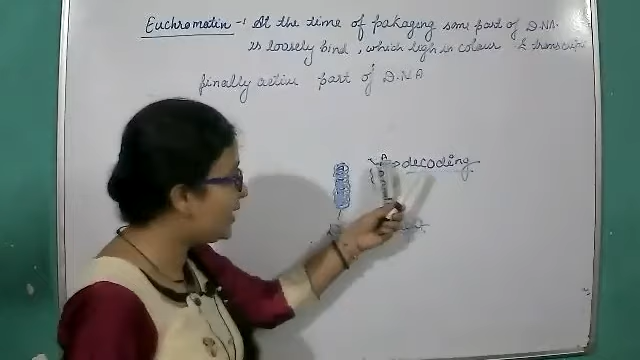 Euchromatin -: At the time of pakaging some part of D.N.A.
is loosely bind, which ligh in colour & transcrip
finally active part of D.N.A
A
decoding